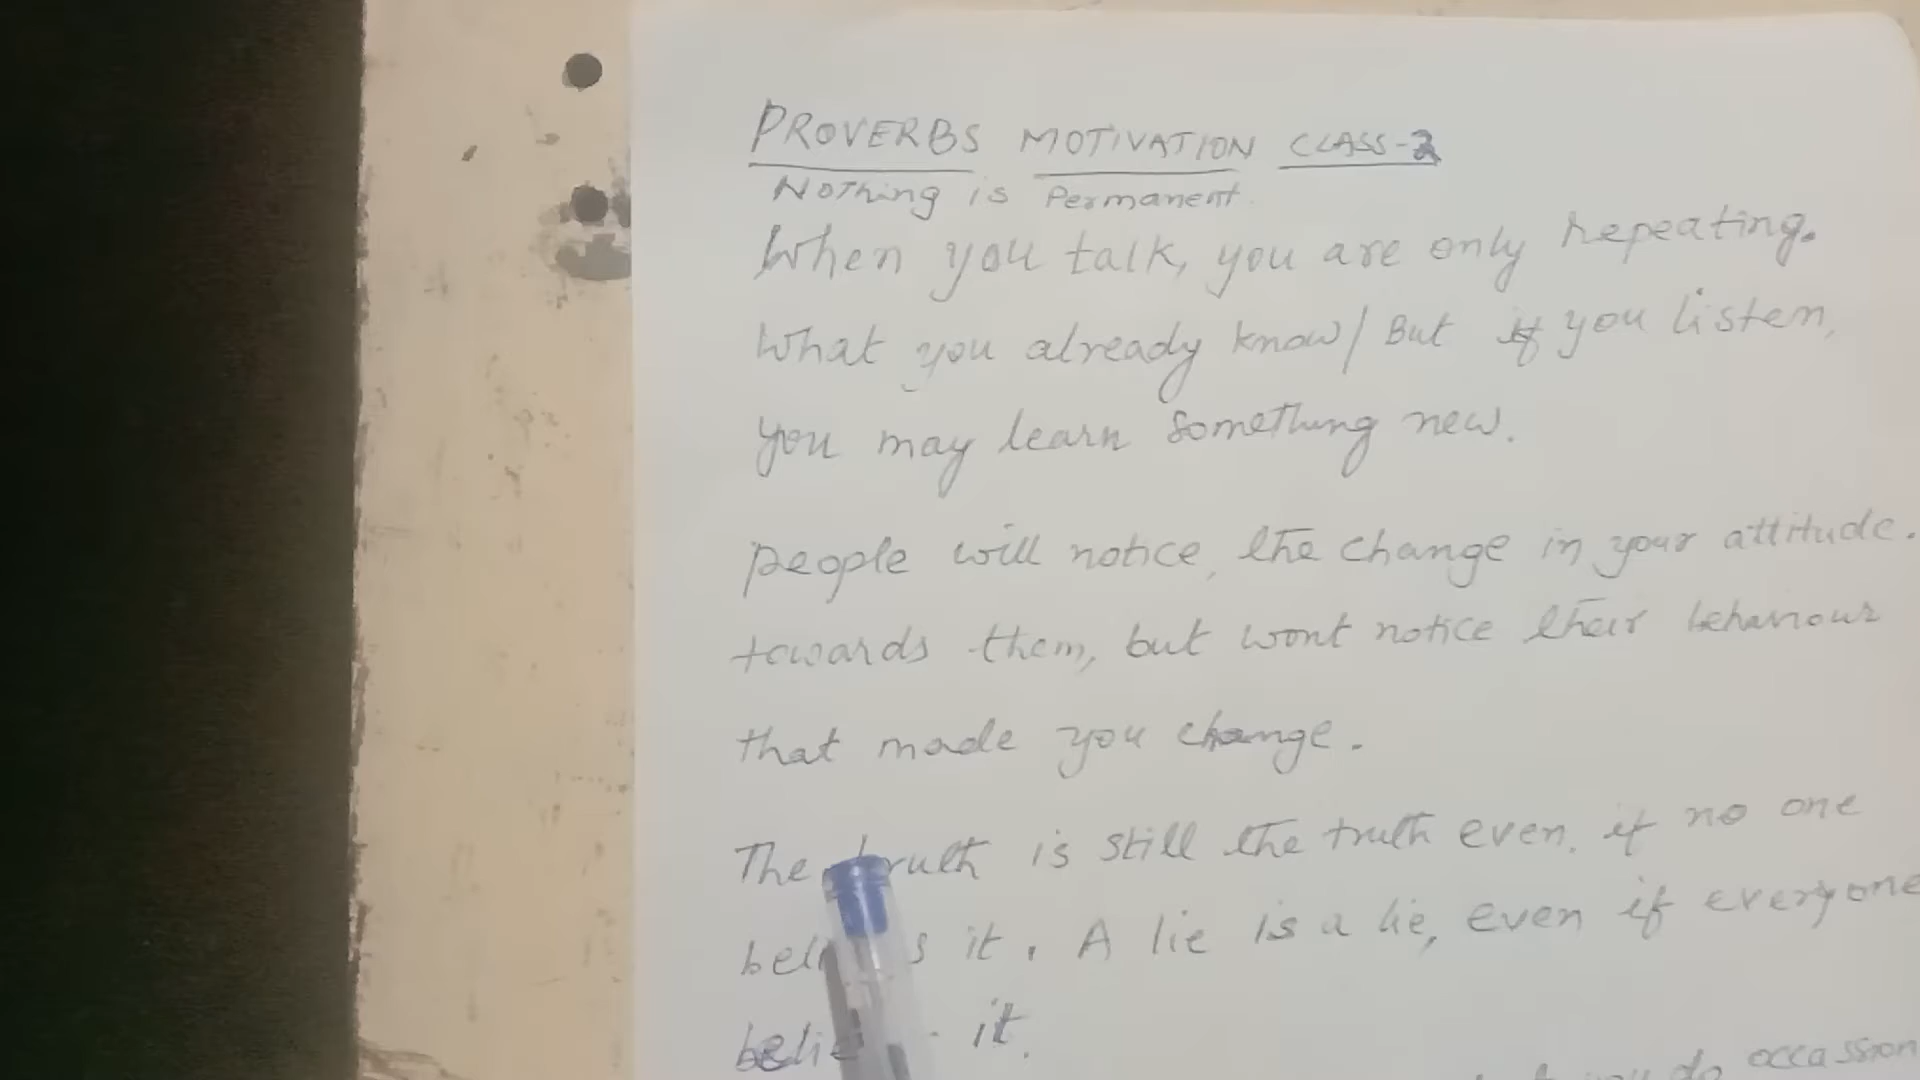 PROVERBS MOTIVATION CLASS-2
Nothing is Permanent.
When you talk, you are only repeating.
What you already know/ But if you listen,
you may learn something new.
people will notice, the change in your attitude.
towards them, but wont notice their behaviour
that made you change.
The truth is still the truth even. if no one
it. A lie is a lie, even if everyone
it.
do occassion